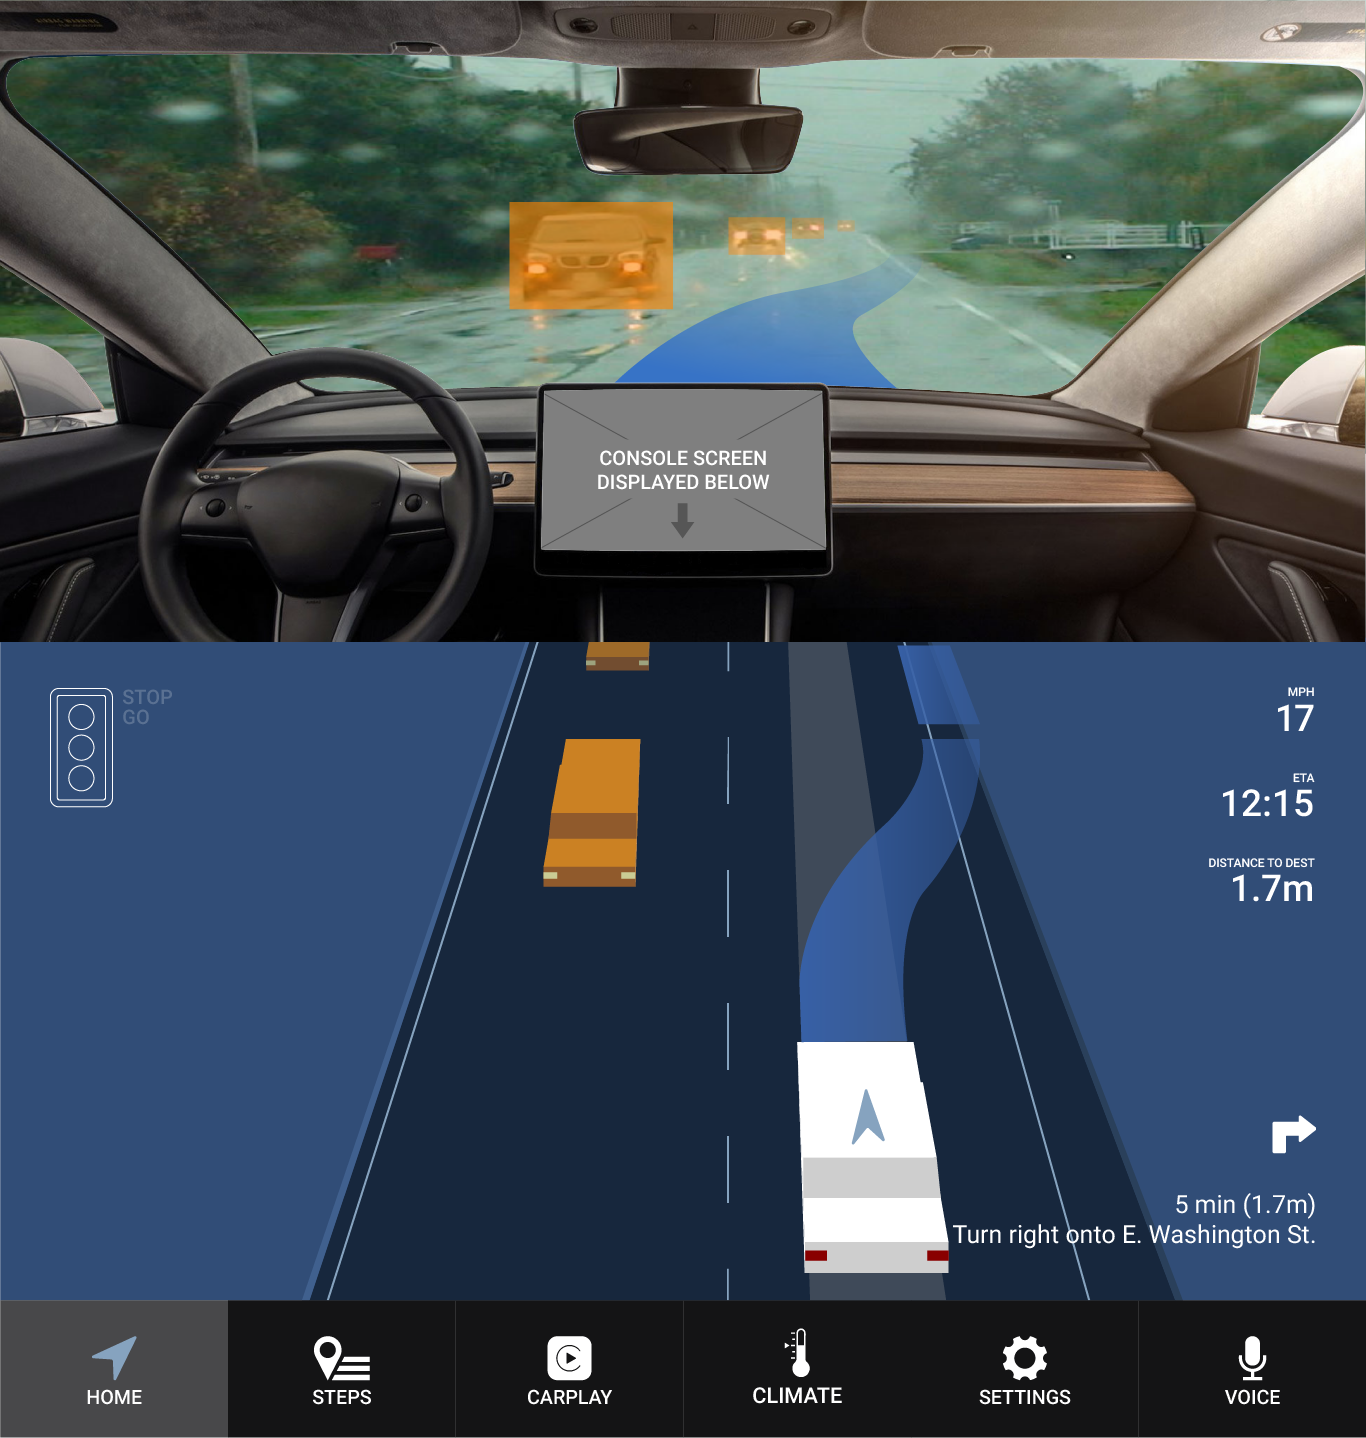 CONSOLE SCREEN
DISPLAYED BELOW
STOP
GO
MPH
17
ETA
12:15
DISTANCE TO DEST
1.7m
5 min (1.7m)
Turn right onto E. Washington St.
HOME
STEPS
CARPLAY
CLIMATE
SETTINGS
VOICE